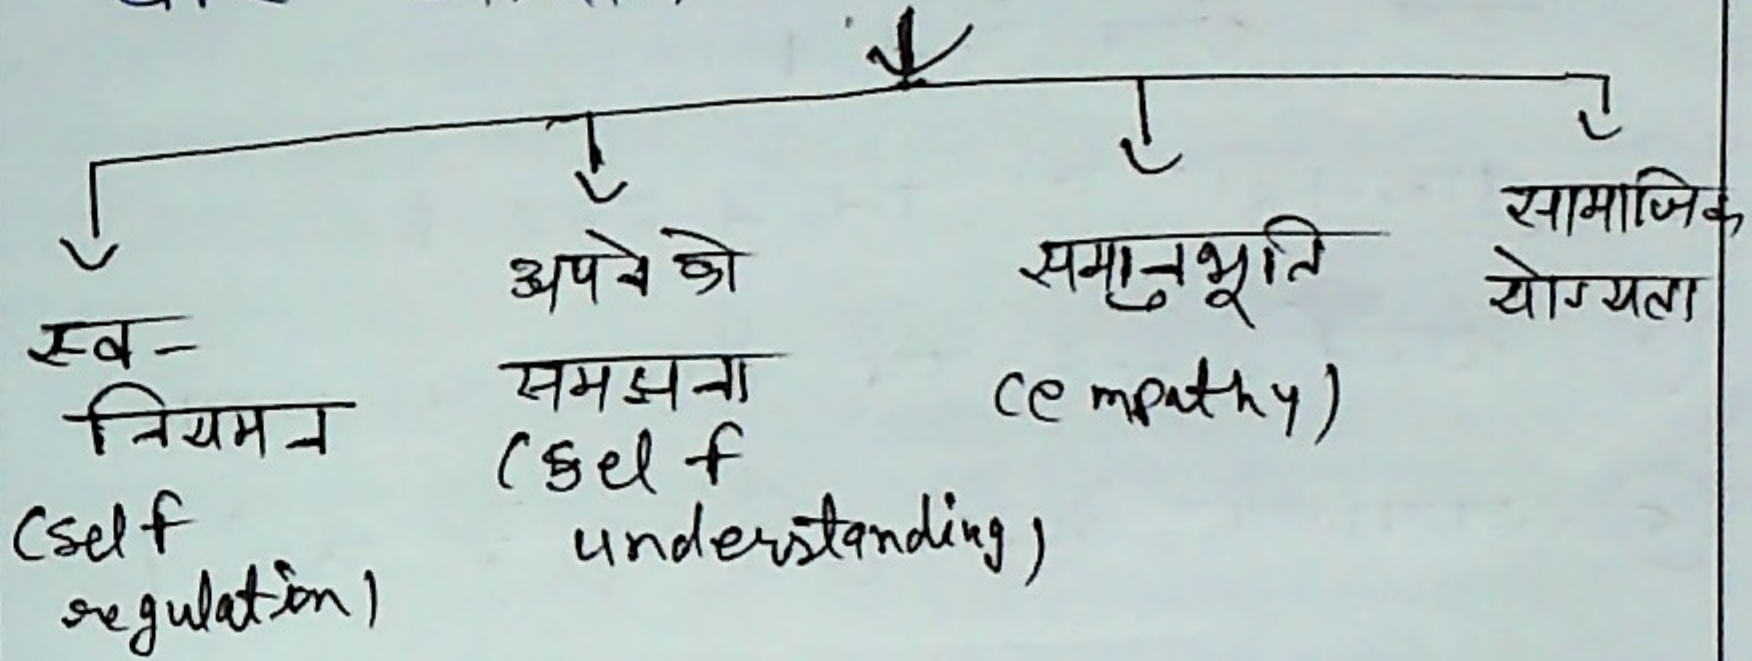 स्व-
नियमन
(self
regulation)
अपने को
समझना
(self
understanding)
समानुभूति
(empathy)
सामाजिक
योग्यता